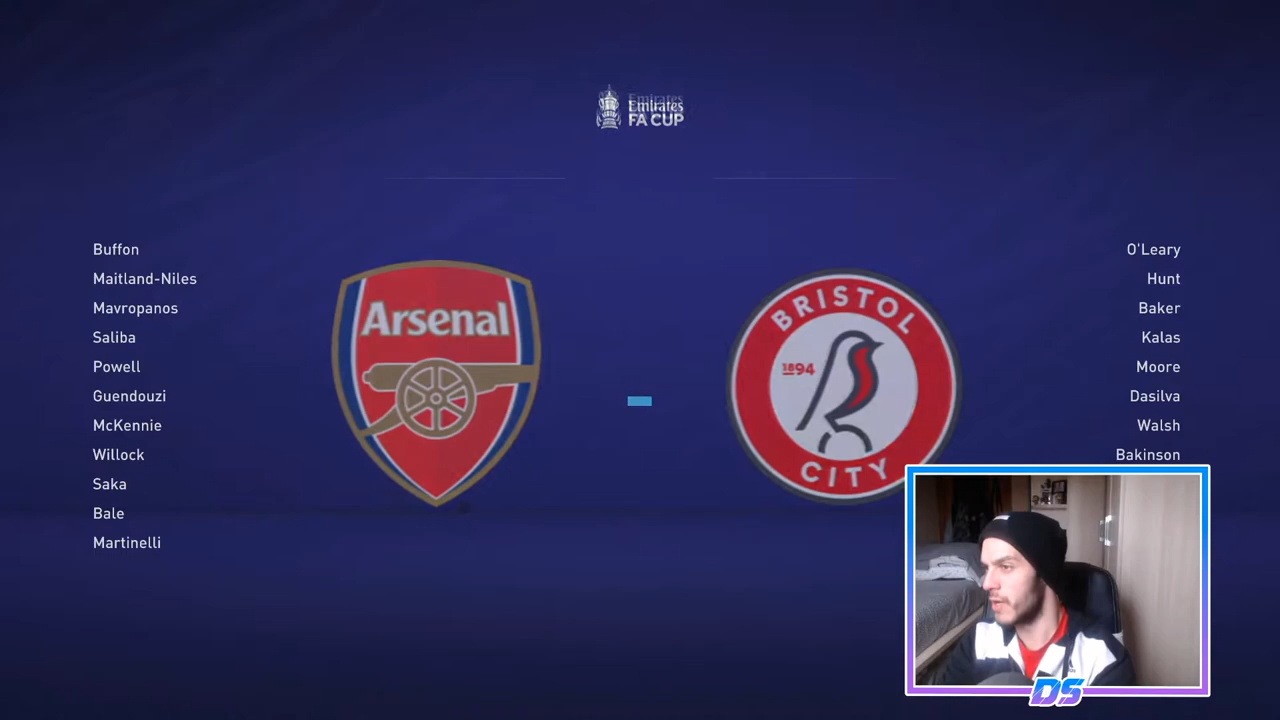 Emirates
FA CUP
Buffon
Maitland-Niles
Mavropanos
Saliba
Powell
Guendouzi
McKennie
Willock
Saka
Bale
Martinelli
Arsenal
BRISTOL
1894
CITY
O'Leary
Hunt
Baker
Kalas
Moore
Dasilva
Walsh
Bakinson
DS